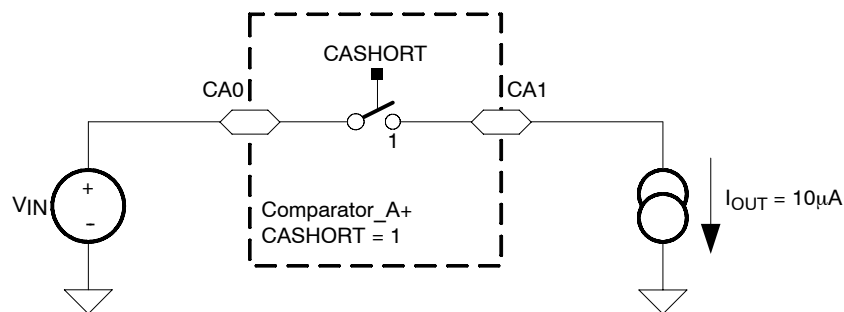 CASHORT
CA0
CA1
1
VIN
+
-
Comparator_A+
CASHORT = 1
IOUT = 10µA